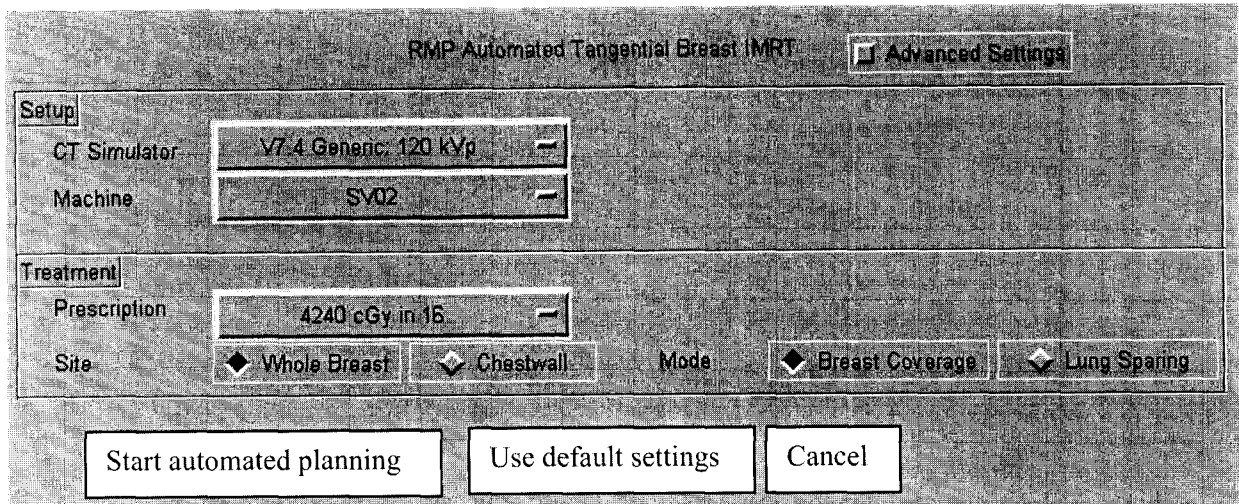 RMP Automated Tangential Breast IMRT Advanced Settings
Setup
CT Simulator V7.4 Generic: 120 kVp
Machine SV02
Treatment
Prescription 4240 cGy in 16
Site Whole Breast Chestwall Mode Breast Coverage Lung Sparing
Start automated planning Use default settings Cancel